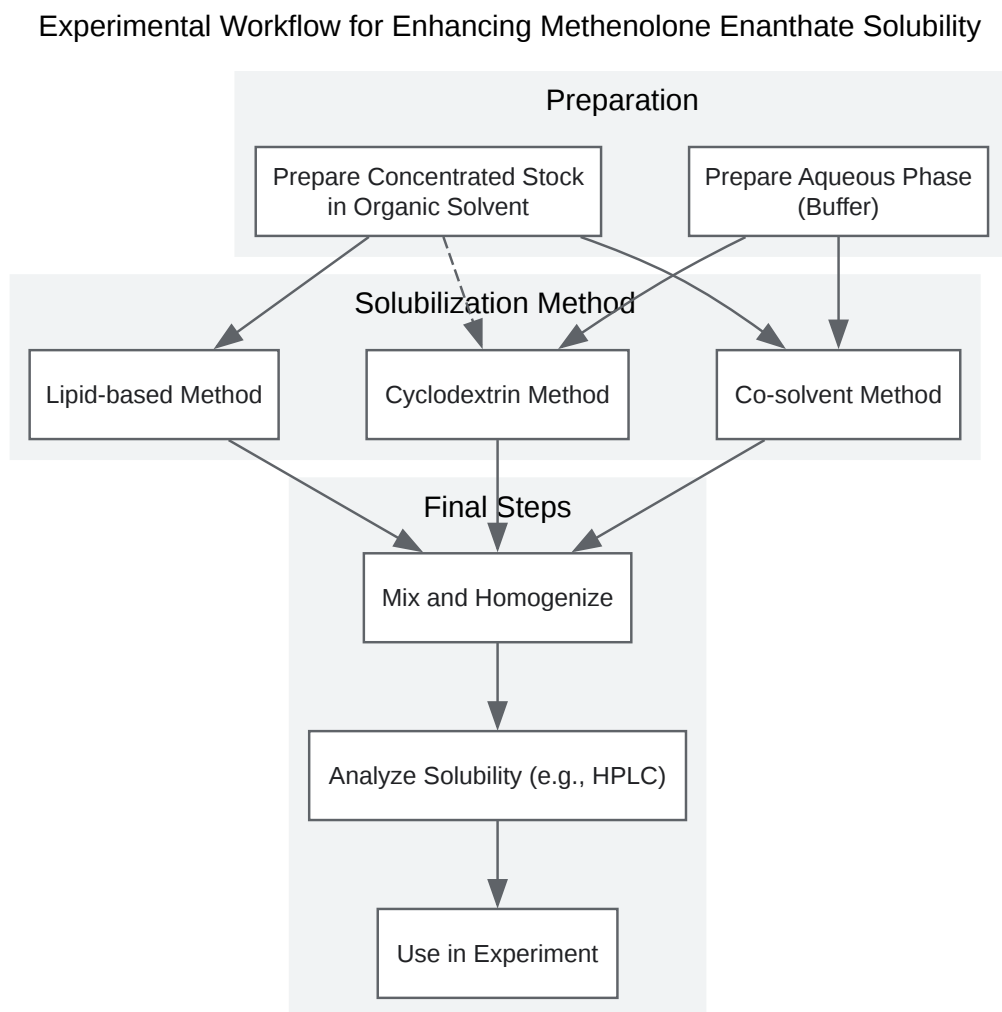 Experimental Workflow for Enhancing Methenolone Enanthate Solubility
Preparation
Prepare Concentrated Stock
in Organic Solvent
Prepare Aqueous Phase
(Buffer)
Solubilization Method
Lipid-based Method
Cyclodextrin Method
Co-solvent Method
Final Steps
Mix and Homogenize
Analyze Solubility (e.g., HPLC)
Use in Experiment